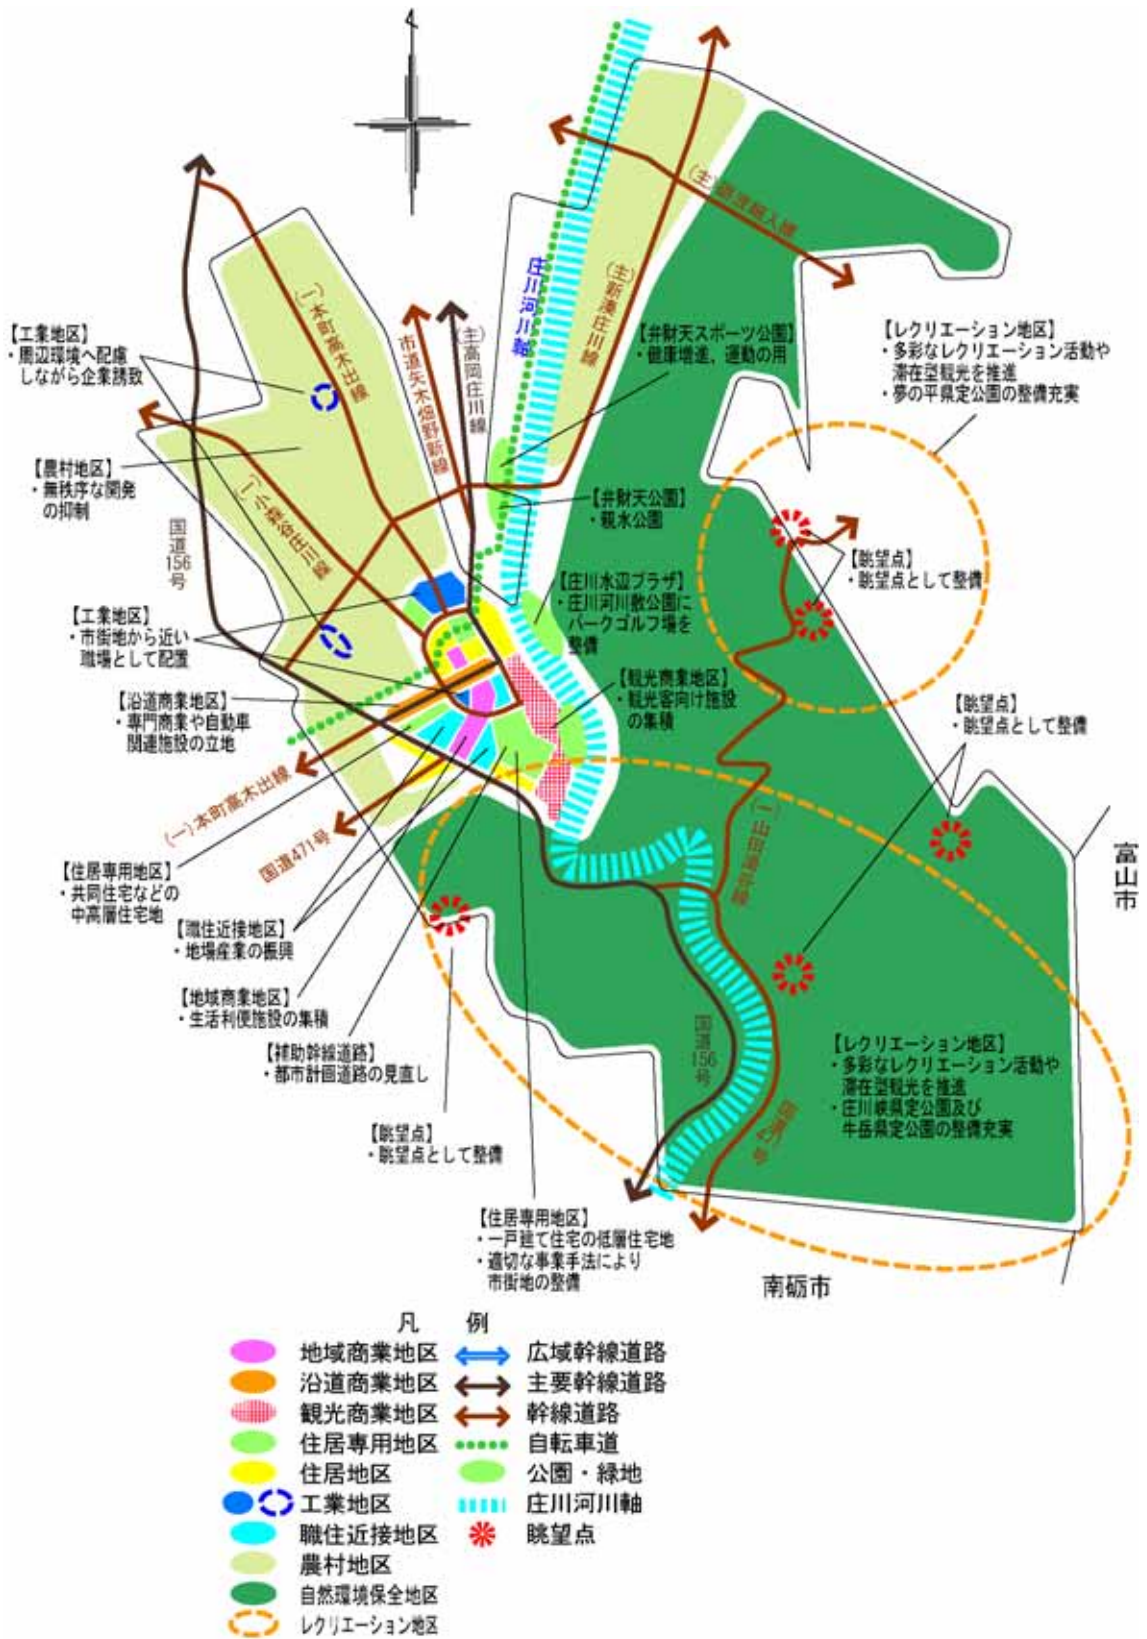 (主)砺波細入線
庄川河川軸
(主)新湊庄川線
(一)本町高木出線
市道矢木畑野新線
(主)高岡庄川線
【弁財天スポーツ公園】
・健康増進，運動の用
【レクリエーション地区】
・多彩なレクリエーション活動や
滞在型観光を推進
・夢の平県定公園の整備充実
【工業地区】
・周辺環境へ配慮
しながら企業誘致
【農村地区】
・無秩序な開発
の抑制
(一)小森谷庄川線
国道
156
号
【弁財天公園】
・親水公園
【眺望点】
・眺望点として整備
【庄川水辺プラザ】
・庄川河川敷公園に
パークゴルフ場を
整備
【工業地区】
・市街地から近い
職場として配置
【観光商業地区】
・観光客向け施設
の集積
【沿道商業地区】
・専門商業や自動車
関連施設の立地
【眺望点】
・眺望点として整備
(一)本町高木出線
国道471号
富山市
【住居専用地区】
・共同住宅などの
中高層住宅地
【職住近接地区】
・地場産業の振興
【地域商業地区】
・生活利便施設の集積
【補助幹線道路】
・都市計画道路の見直し
国道
156
号
【レクリエーション地区】
・多彩なレクリエーション活動や
滞在型観光を推進
・庄川峡県定公園及び
牛岳県定公園の整備充実
【眺望点】
・眺望点として整備
【住居専用地区】
・一戸建て住宅の低層住宅地
・適切な事業手法により
市街地の整備
南砺市
凡 例
地域商業地区
広域幹線道路
沿道商業地区
主要幹線道路
観光商業地区
幹線道路
住居専用地区
自転車道
住居地区
公園・緑地
工業地区
庄川河川軸
職住近接地区
眺望点
農村地区
自然環境保全地区
レクリエーション地区